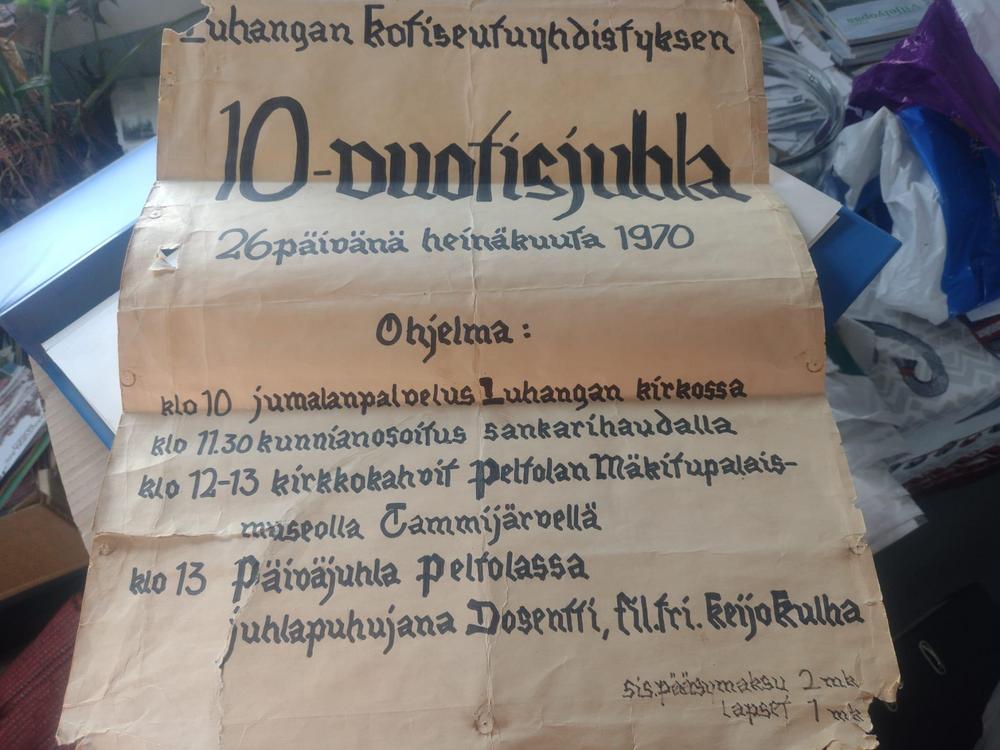 Luhangan Kotiseutuyhdistyksen
10-vuotisjuhla
26 päivänä heinäkuuta 1970
Ohjelma:
klo 10 jumalanpalvelus Luhangan kirkossa
klo 11.30 kunnianosoitus sankarihaudalla
klo 12-13 kirkkokahvit Peltolan Mäkitupalais-
museolla Tammijärvellä
klo 13 Päiväjuhla Peltolassa
juhlapuhujana Dosentti, fil.tri. Keijo Kulha
sis.pääsymaksu 2 mk
lapset 1 mk